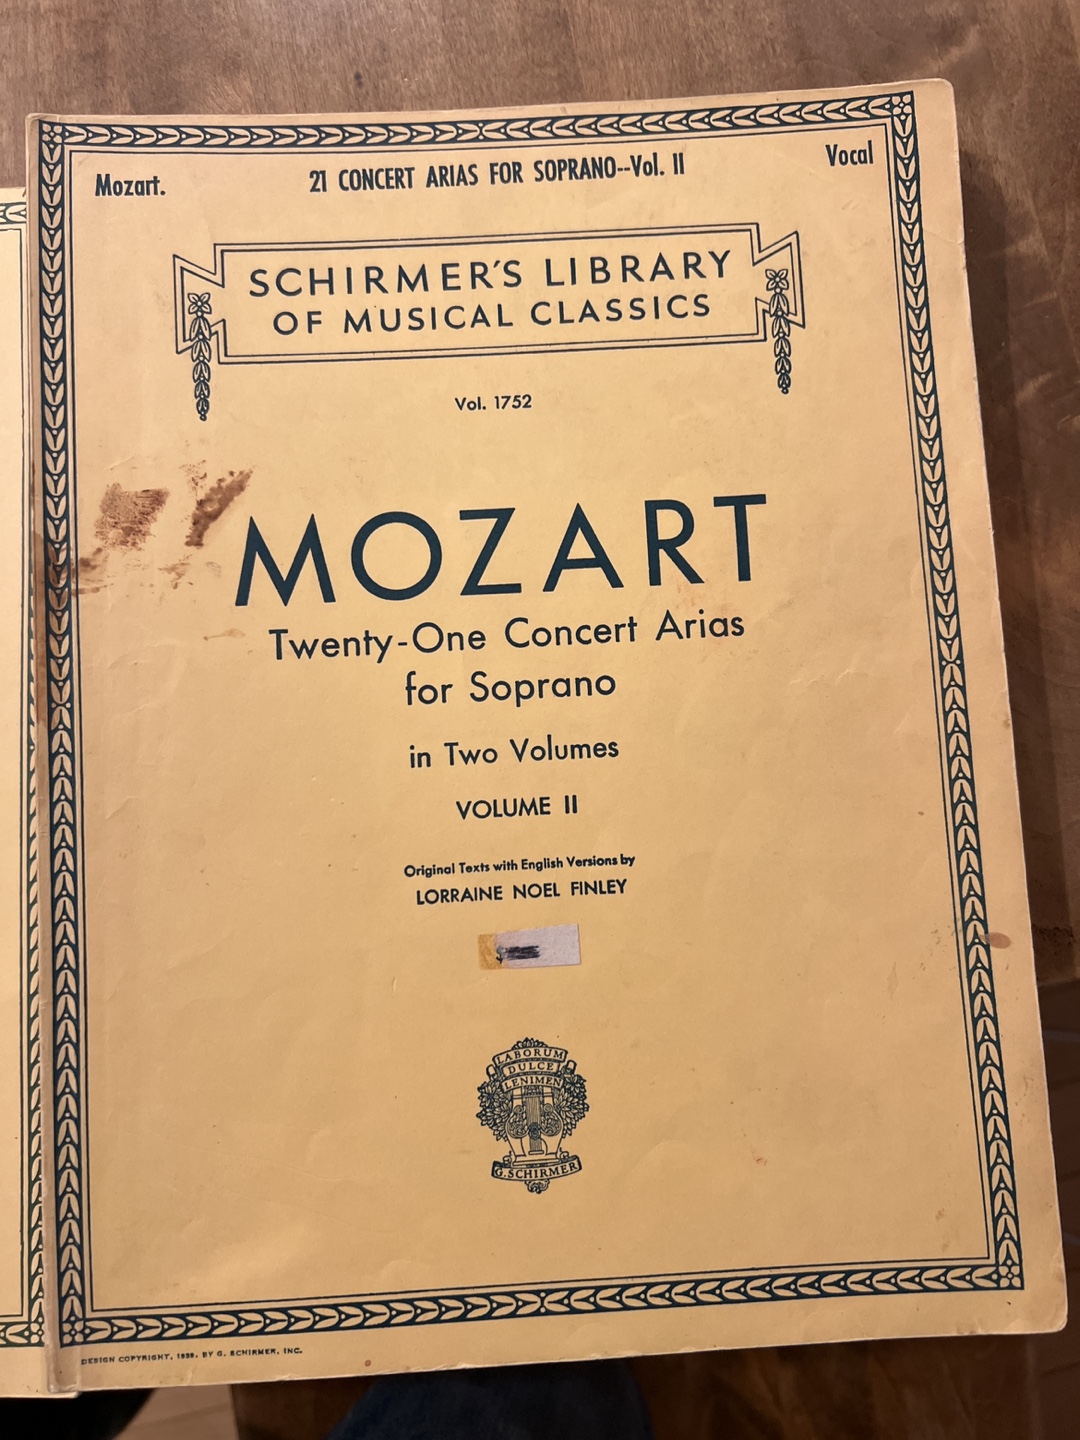 Mozart.
21 CONCERT ARIAS FOR SOPRANO--Vol. II
Vocal
SCHIRMER'S LIBRARY
OF MUSICAL CLASSICS
Vol. 1752
MOZART
Twenty-One Concert Arias
for Soprano
in Two Volumes
VOLUME II
Original Texts with English Versions by
LORRAINE NOEL FINLEY
LABORUM
DULCE
LENIMEN
G. SCHIRMER
DESIGN COPYRIGHT, 1939, BY G. SCHIRMER, INC.